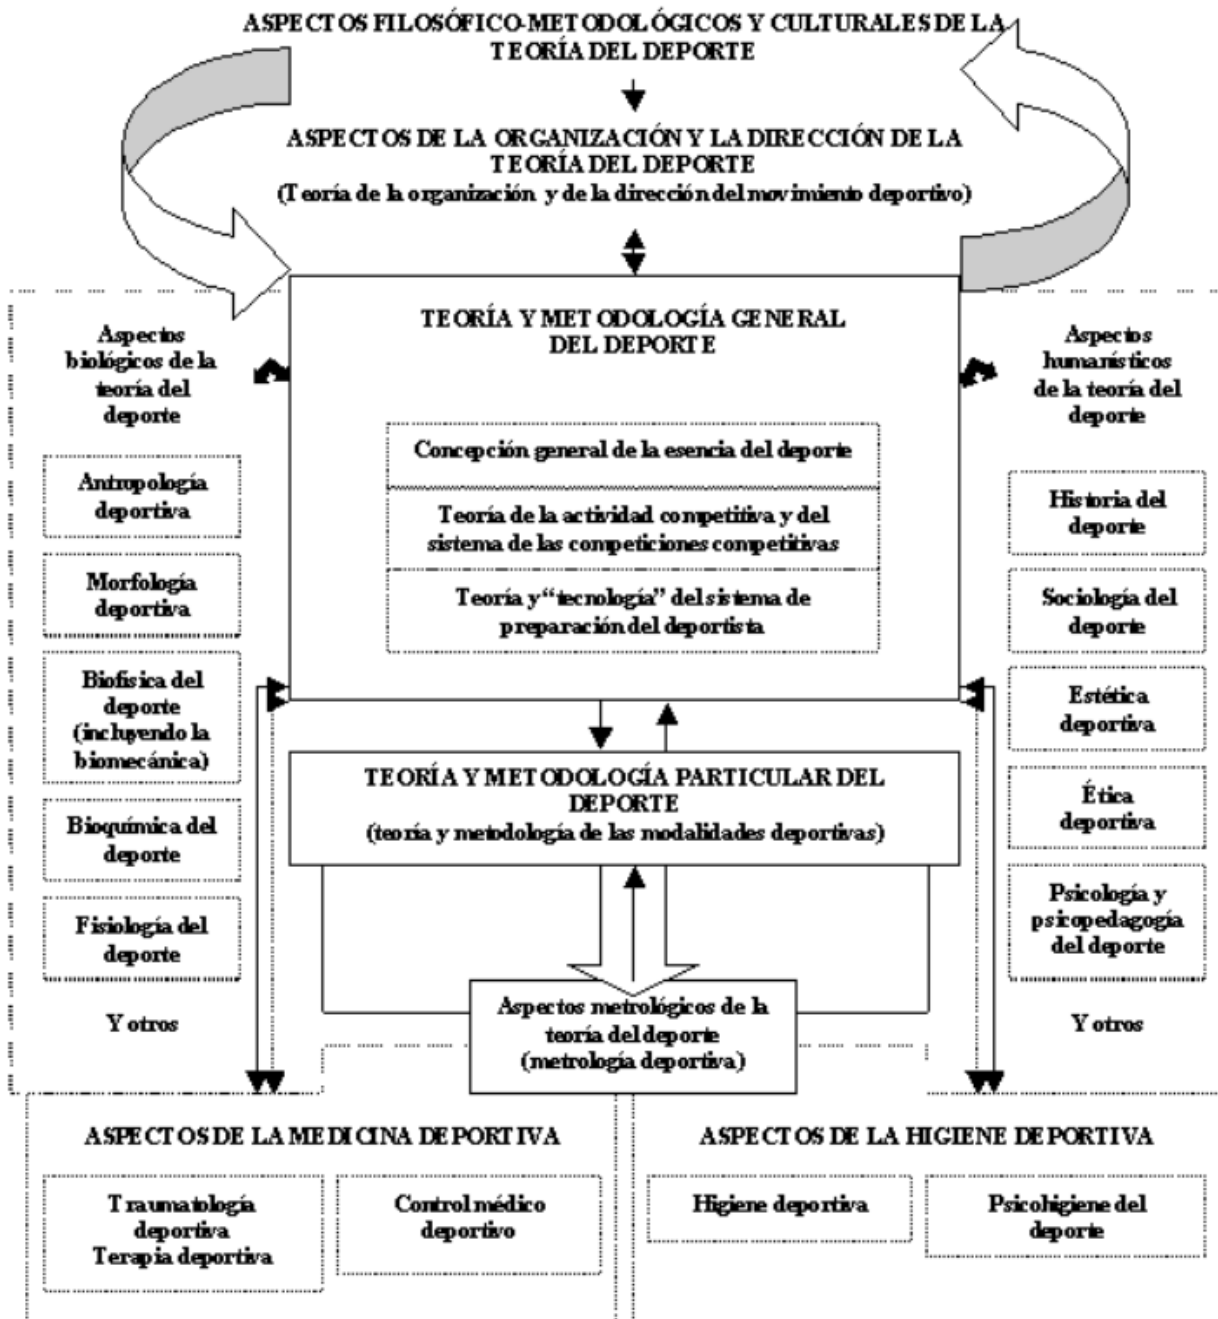 ASPECTOS FILOSÓFICO-METODOLÓGICOS Y CULTURALES DE LA
TEORÍA DEL DEPORTE
ASPECTOS DE LA ORGANIZACIÓN Y LA DIRECCIÓN DE LA
TEORÍA DEL DEPORTE
(Teoría de la organización y de la dirección del movimiento deportivo)
TEORÍA Y METODOLOGÍA GENERAL
DEL DEPORTE
Concepción general de la esencia del deporte
Teoría de la actividad competitiva y del
sistema de las competiciones competitivas
Teoría y “tecnología” del sistema de
preparación del deportista
Aspectos
biológicos de la
teoría del
deporte
Antropología
deportiva
Morfología
deportiva
Biofísica del
deporte
(incluyendo la
biomecánica)
Bioquímica del
deporte
Fisiología del
deporte
Y otros
Aspectos
humanísticos
de la teoría del
deporte
Historia del
deporte
Sociología del
deporte
Estética
deportiva
Ética
deportiva
Psicología y
psicopedagogía
del deporte
Y otros
TEORÍA Y METODOLOGÍA PARTICULAR DEL
DEPORTE
(teoría y metodología de las modalidades deportivas)
Aspectos metrológicos de la
teoría del deporte
(metrología deportiva)
ASPECTOS DE LA MEDICINA DEPORTIVA
Traumatología
deportiva
Terapia deportiva
Control médico
deportivo
ASPECTOS DE LA HIGIENE DEPORTIVA
Higiene deportiva
Psicohigiene del
deporte